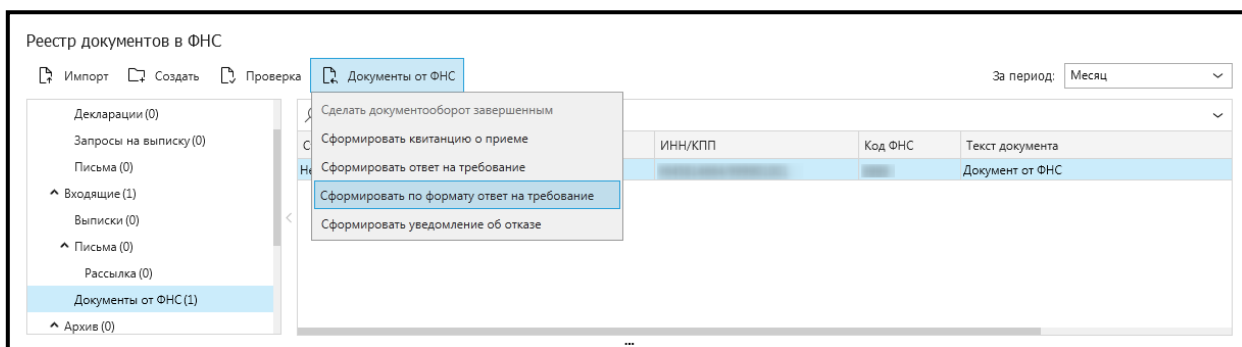 Реестр документов в ФНС
Импорт Создать Проверка Документы от ФНС За период: Месяц
Декларации (0)
Запросы на выписку (0)
Письма (0)
Входящие (1)
Выписки (0)
Письма (0)
Рассылка (0)
Документы от ФНС (1)
Архив (0)
Сделать документооборот завершенным
Сформировать квитанцию о приеме
Сформировать ответ на требование
Сформировать по формату ответ на требование
Сформировать уведомление об отказе
ИНН/КПП Код ФНС Текст документа
Документ от ФНС